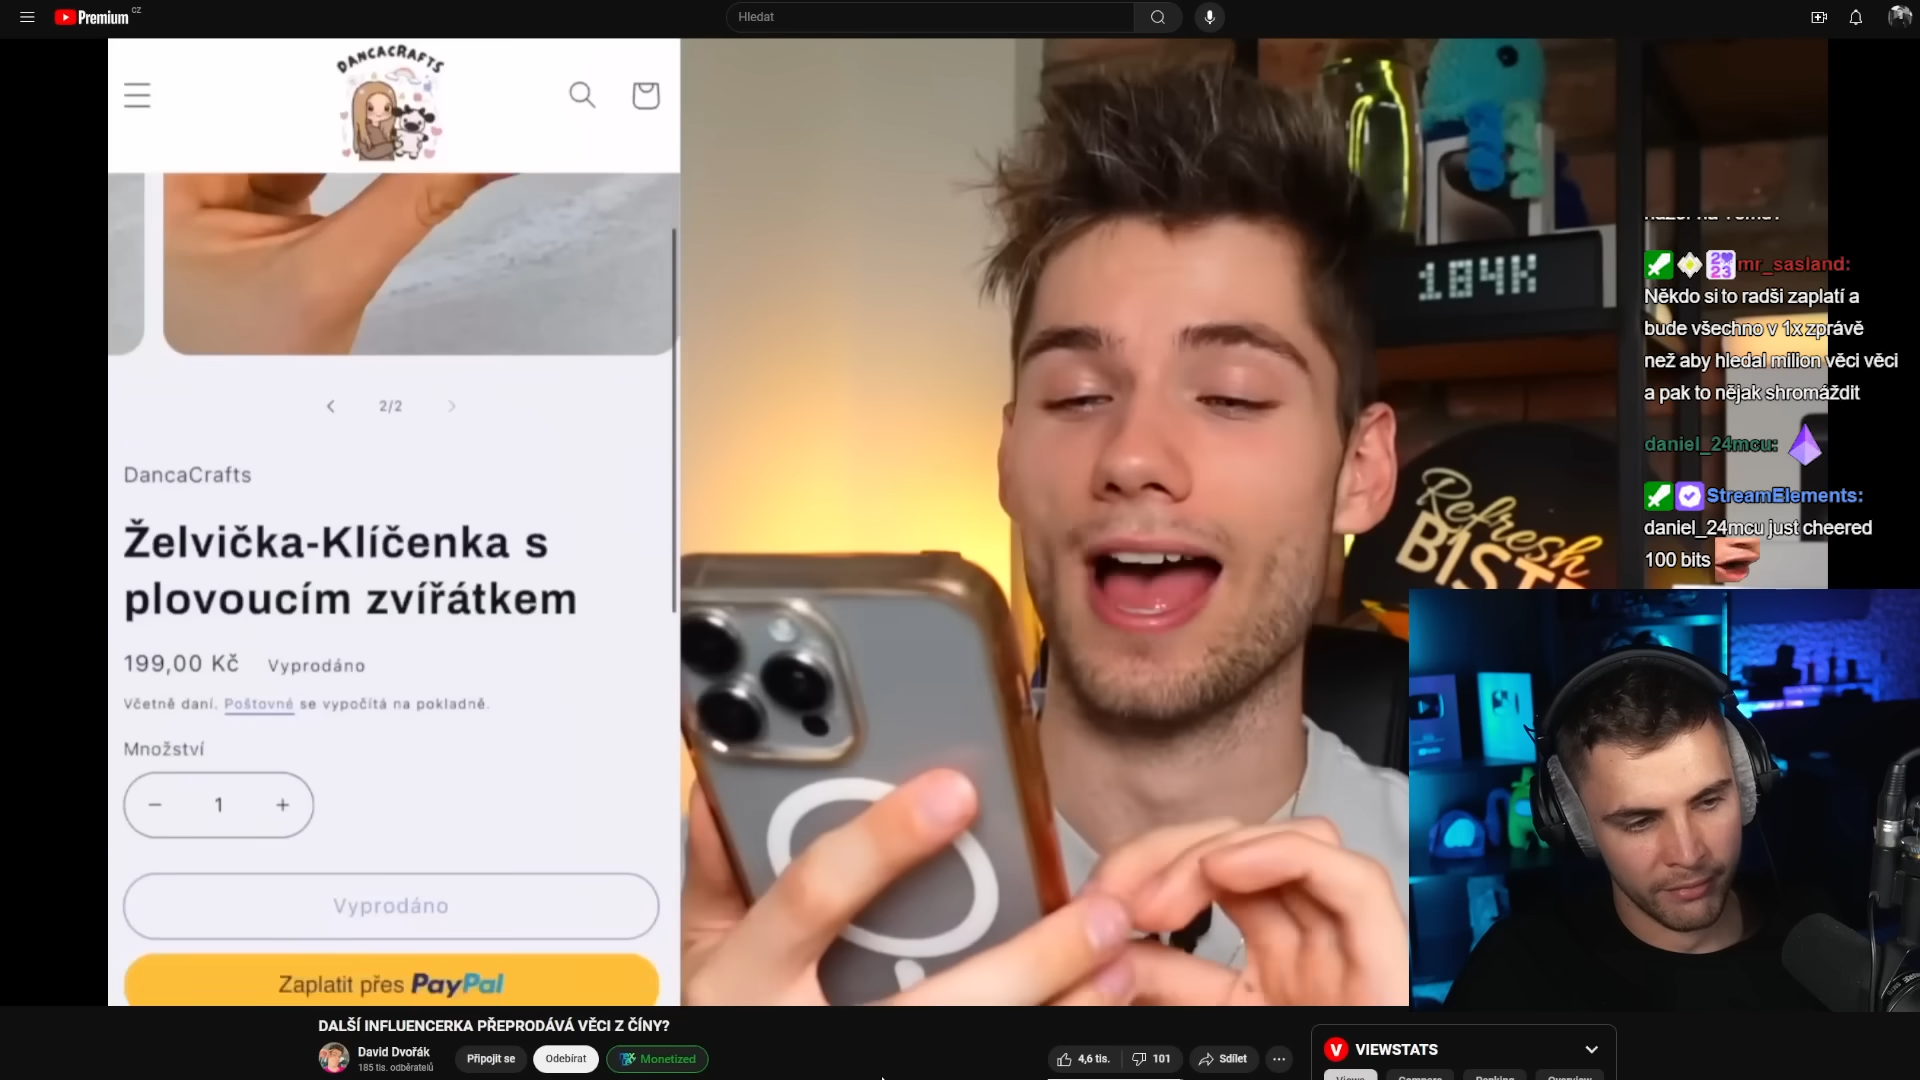 Premium CZ
Hledat
DANCACRAFTS
2/2
DancaCrafts
Želvička-Klíčenka s
plovoucím zvířátkem
199,00 Kč Vyprodáno
Včetně daní. Poštovné se vypočítá na pokladně.
Množství
− 1 +
Vyprodáno
Zaplatit přes PayPal
184K
Refresh
mr_sasland:
Někdo si to radši zaplatí a
bude všechno v 1x zprávě
než aby hledal milion věci věci
a pak to nějak shromáždit
daniel_24mcu:
StreamElements:
daniel_24mcu just cheered
100 bits
DALŠÍ INFLUENCERKA PŘEPRODÁVÁ VĚCI Z ČÍNY?
David Dvořák
185 tis. odběratelů
Připojit se
Odebírat
Monetized
4,6 tis.
101
Sdílet
VIEWSTATS